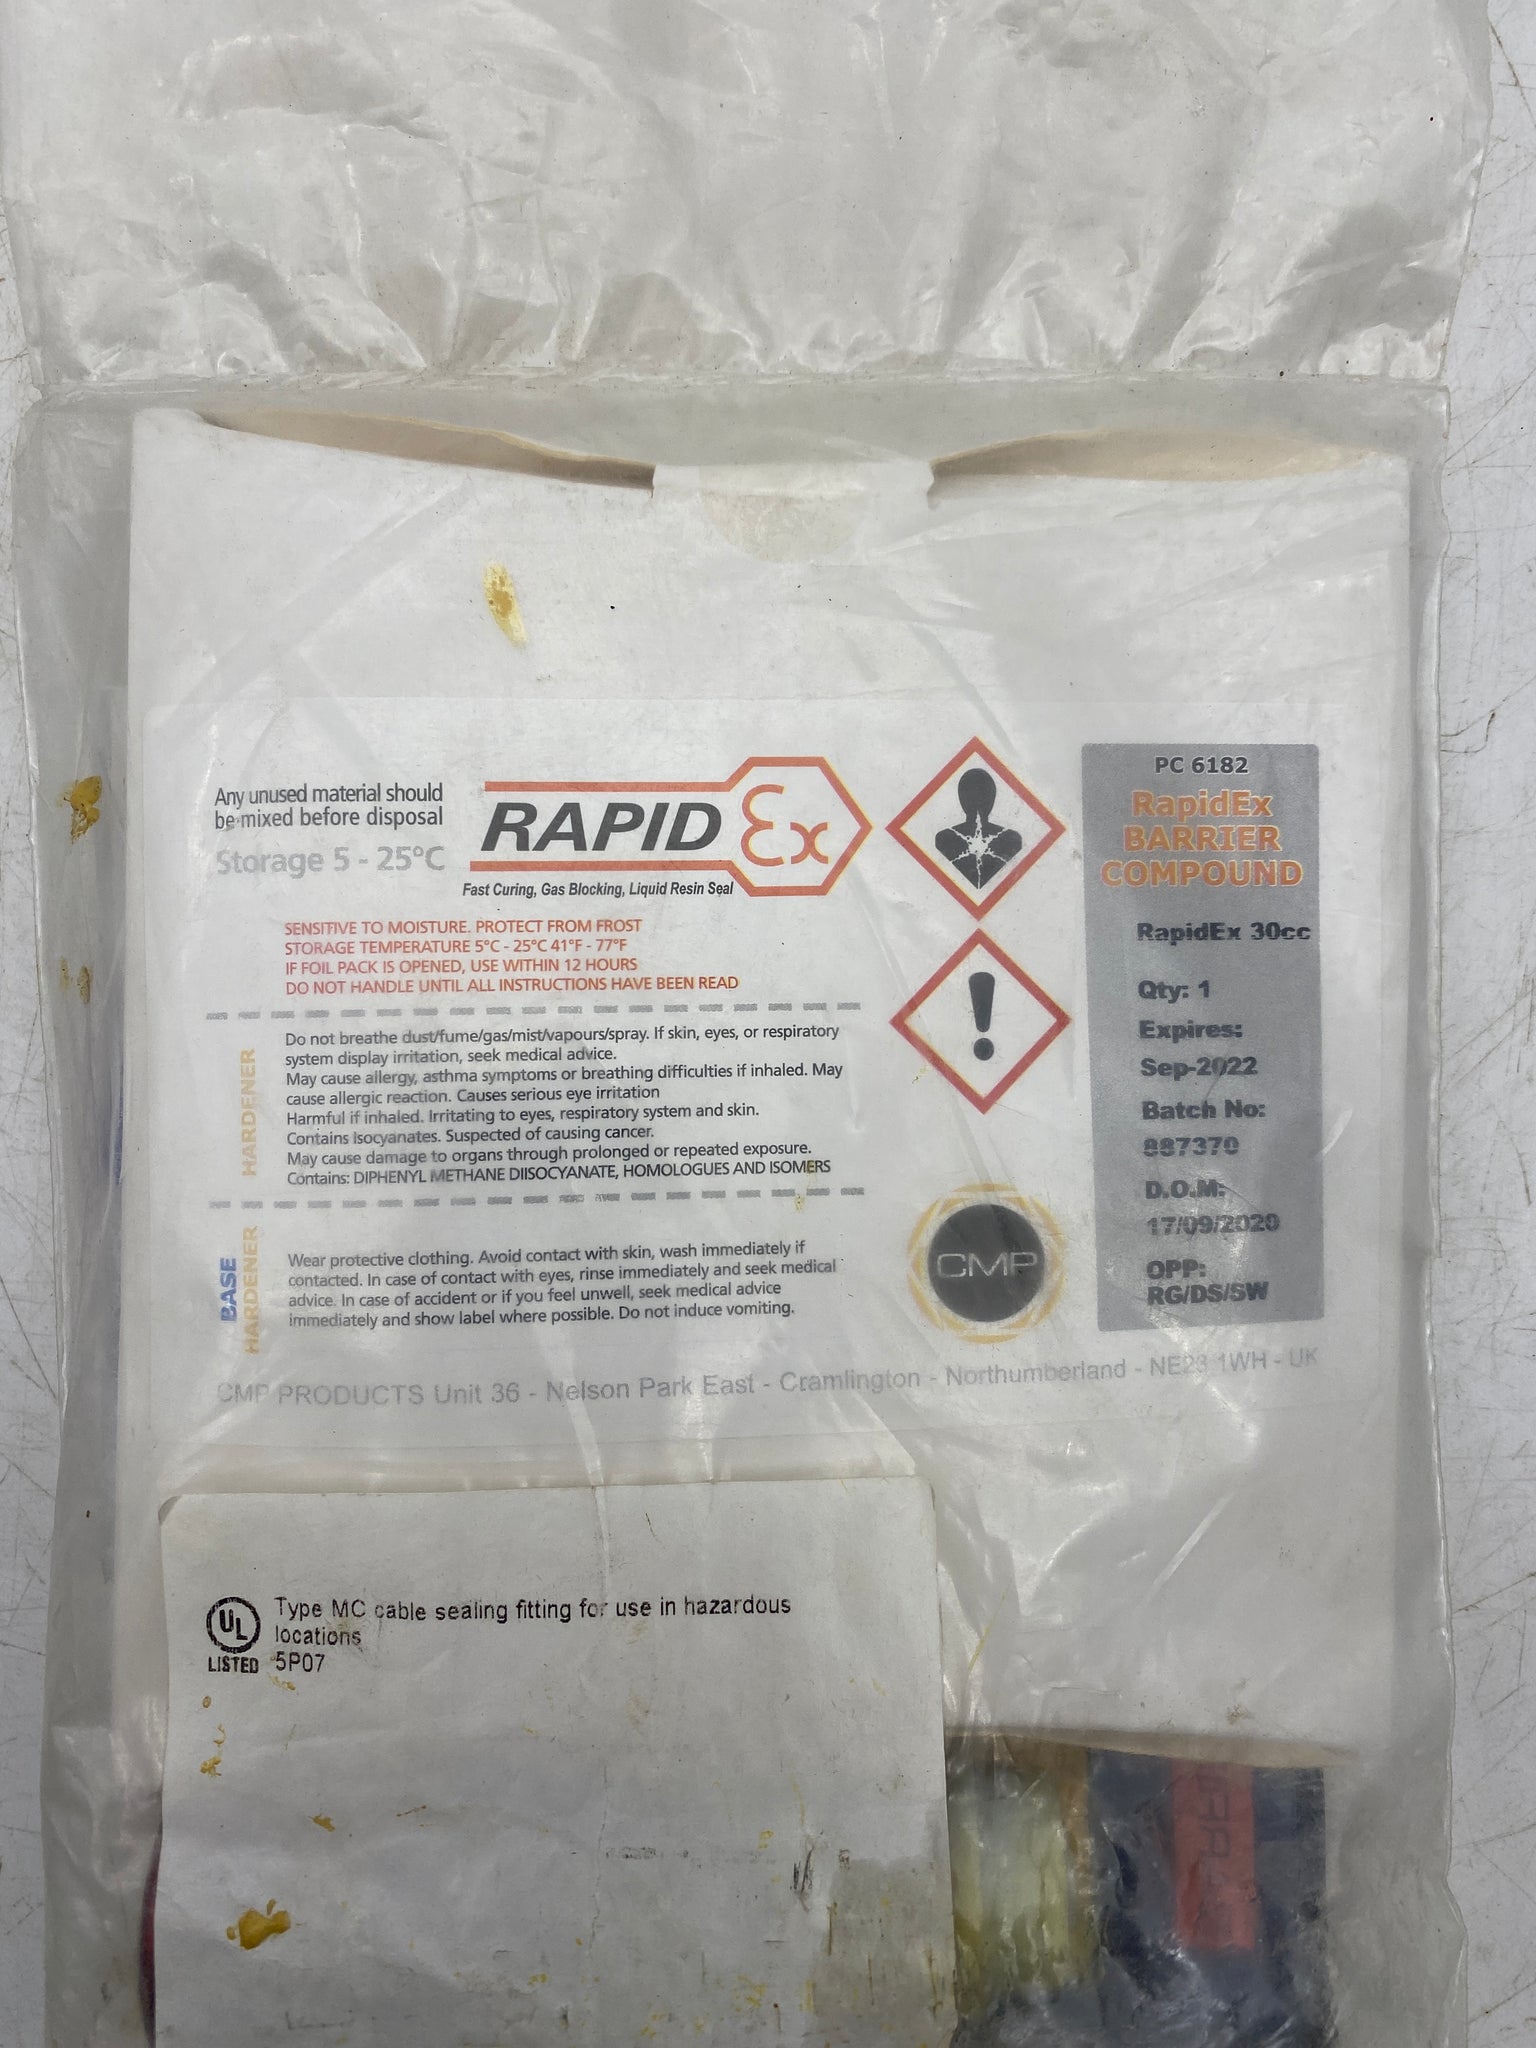 Any unused material should
be mixed before disposal
Storage 5 - 25°C
RAPID Ex
Fast Curing, Gas Blocking, Liquid Resin Seal
SENSITIVE TO MOISTURE. PROTECT FROM FROST
STORAGE TEMPERATURE 5°C - 25°C 41°F - 77°F
IF FOIL PACK IS OPENED, USE WITHIN 12 HOURS
DO NOT HANDLE UNTIL ALL INSTRUCTIONS HAVE BEEN READ
HARDENER
Do not breathe dust/fume/gas/mist/vapours/spray. If skin, eyes, or respiratory
system display irritation, seek medical advice.
May cause allergy, asthma symptoms or breathing difficulties if inhaled. May
cause allergic reaction. Causes serious eye irritation
Harmful if inhaled. Irritating to eyes, respiratory system and skin.
Contains Isocyanates. Suspected of causing cancer.
May cause damage to organs through prolonged or repeated exposure.
Contains: DIPHENYL METHANE DIISOCYANATE, HOMOLOGUES AND ISOMERS
BASE
HARDENER
Wear protective clothing. Avoid contact with skin, wash immediately if
contacted. In case of contact with eyes, rinse immediately and seek medical
advice. In case of accident or if you feel unwell, seek medical advice
immediately and show label where possible. Do not induce vomiting.
CMP
PC 6182
RapidEx
BARRIER
COMPOUND
RapidEx 30cc
Qty: 1
Expires:
Sep-2022
Batch No:
887370
D.O.M:
17/09/2020
OPP:
RG/DS/SW
CMP PRODUCTS Unit 36 - Nelson Park East - Cramlington - Northumberland - NE23 1WH - UK
UL
LISTED
Type MC cable sealing fitting for use in hazardous
locations
5P07